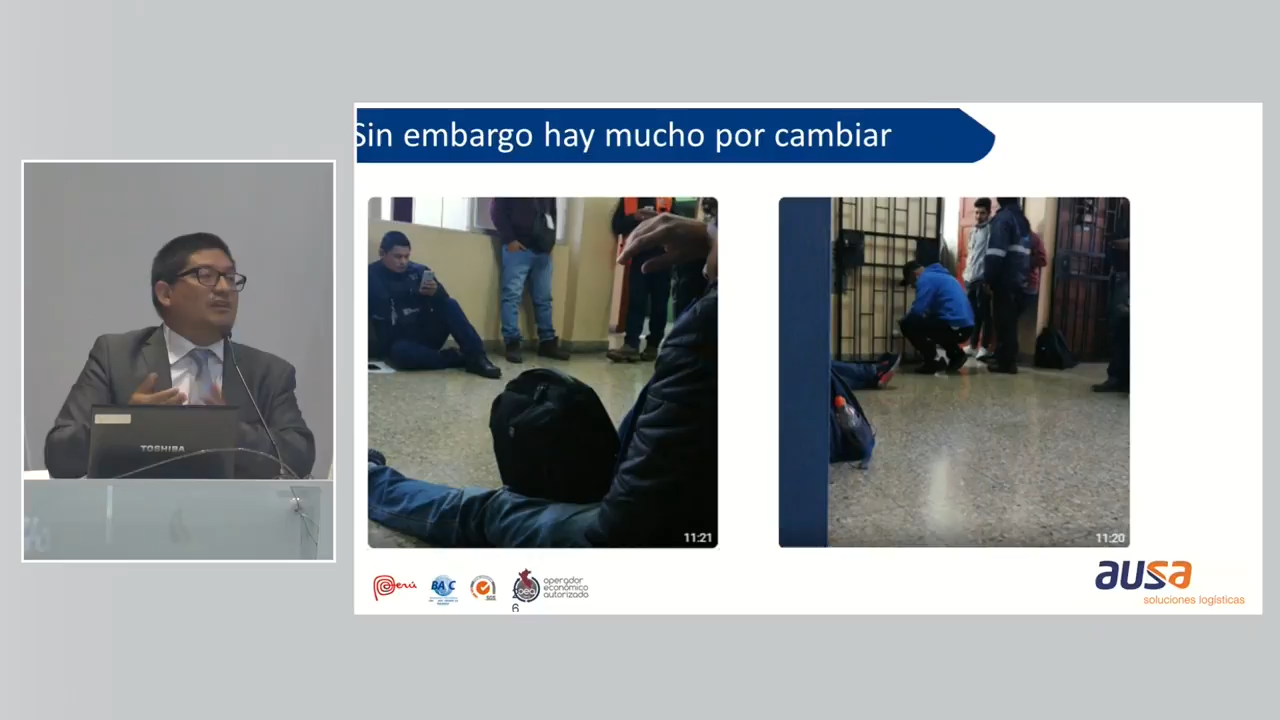 Sin embargo hay mucho por cambiar
TOSHIBA
11:21
11:20
Perú
BASC
operador
económico
autorizado
26
ausa
soluciones logísticas